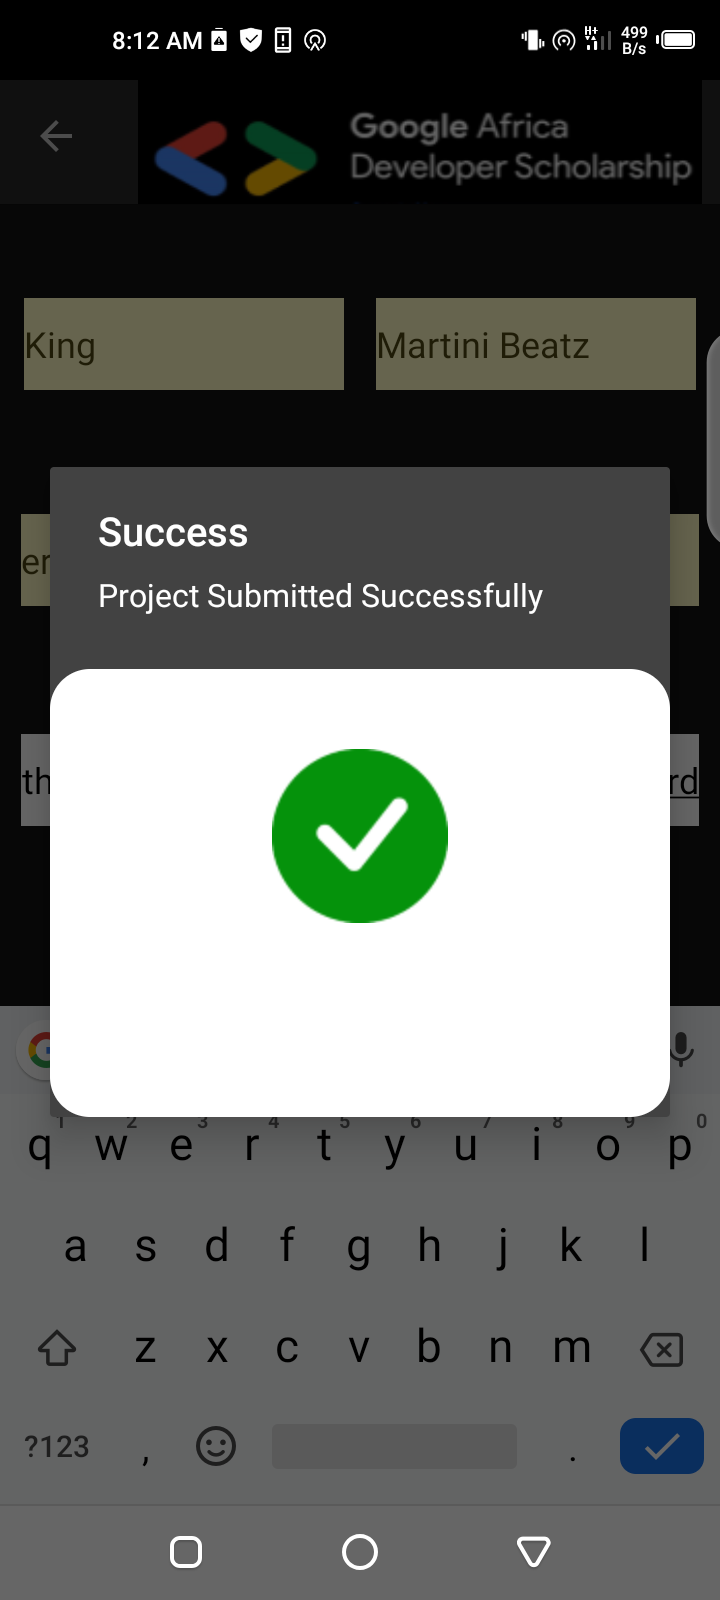 8:12 AM
H+
499
B/s
Google Africa
Developer Scholarship
King
Martini Beatz
er
Success
Project Submitted Successfully
th
rd
1 2 3 4 5 6 7 8 9 0
q w e r t y u i o p
a s d f g h j k l
z x c v b n m
?123 , .